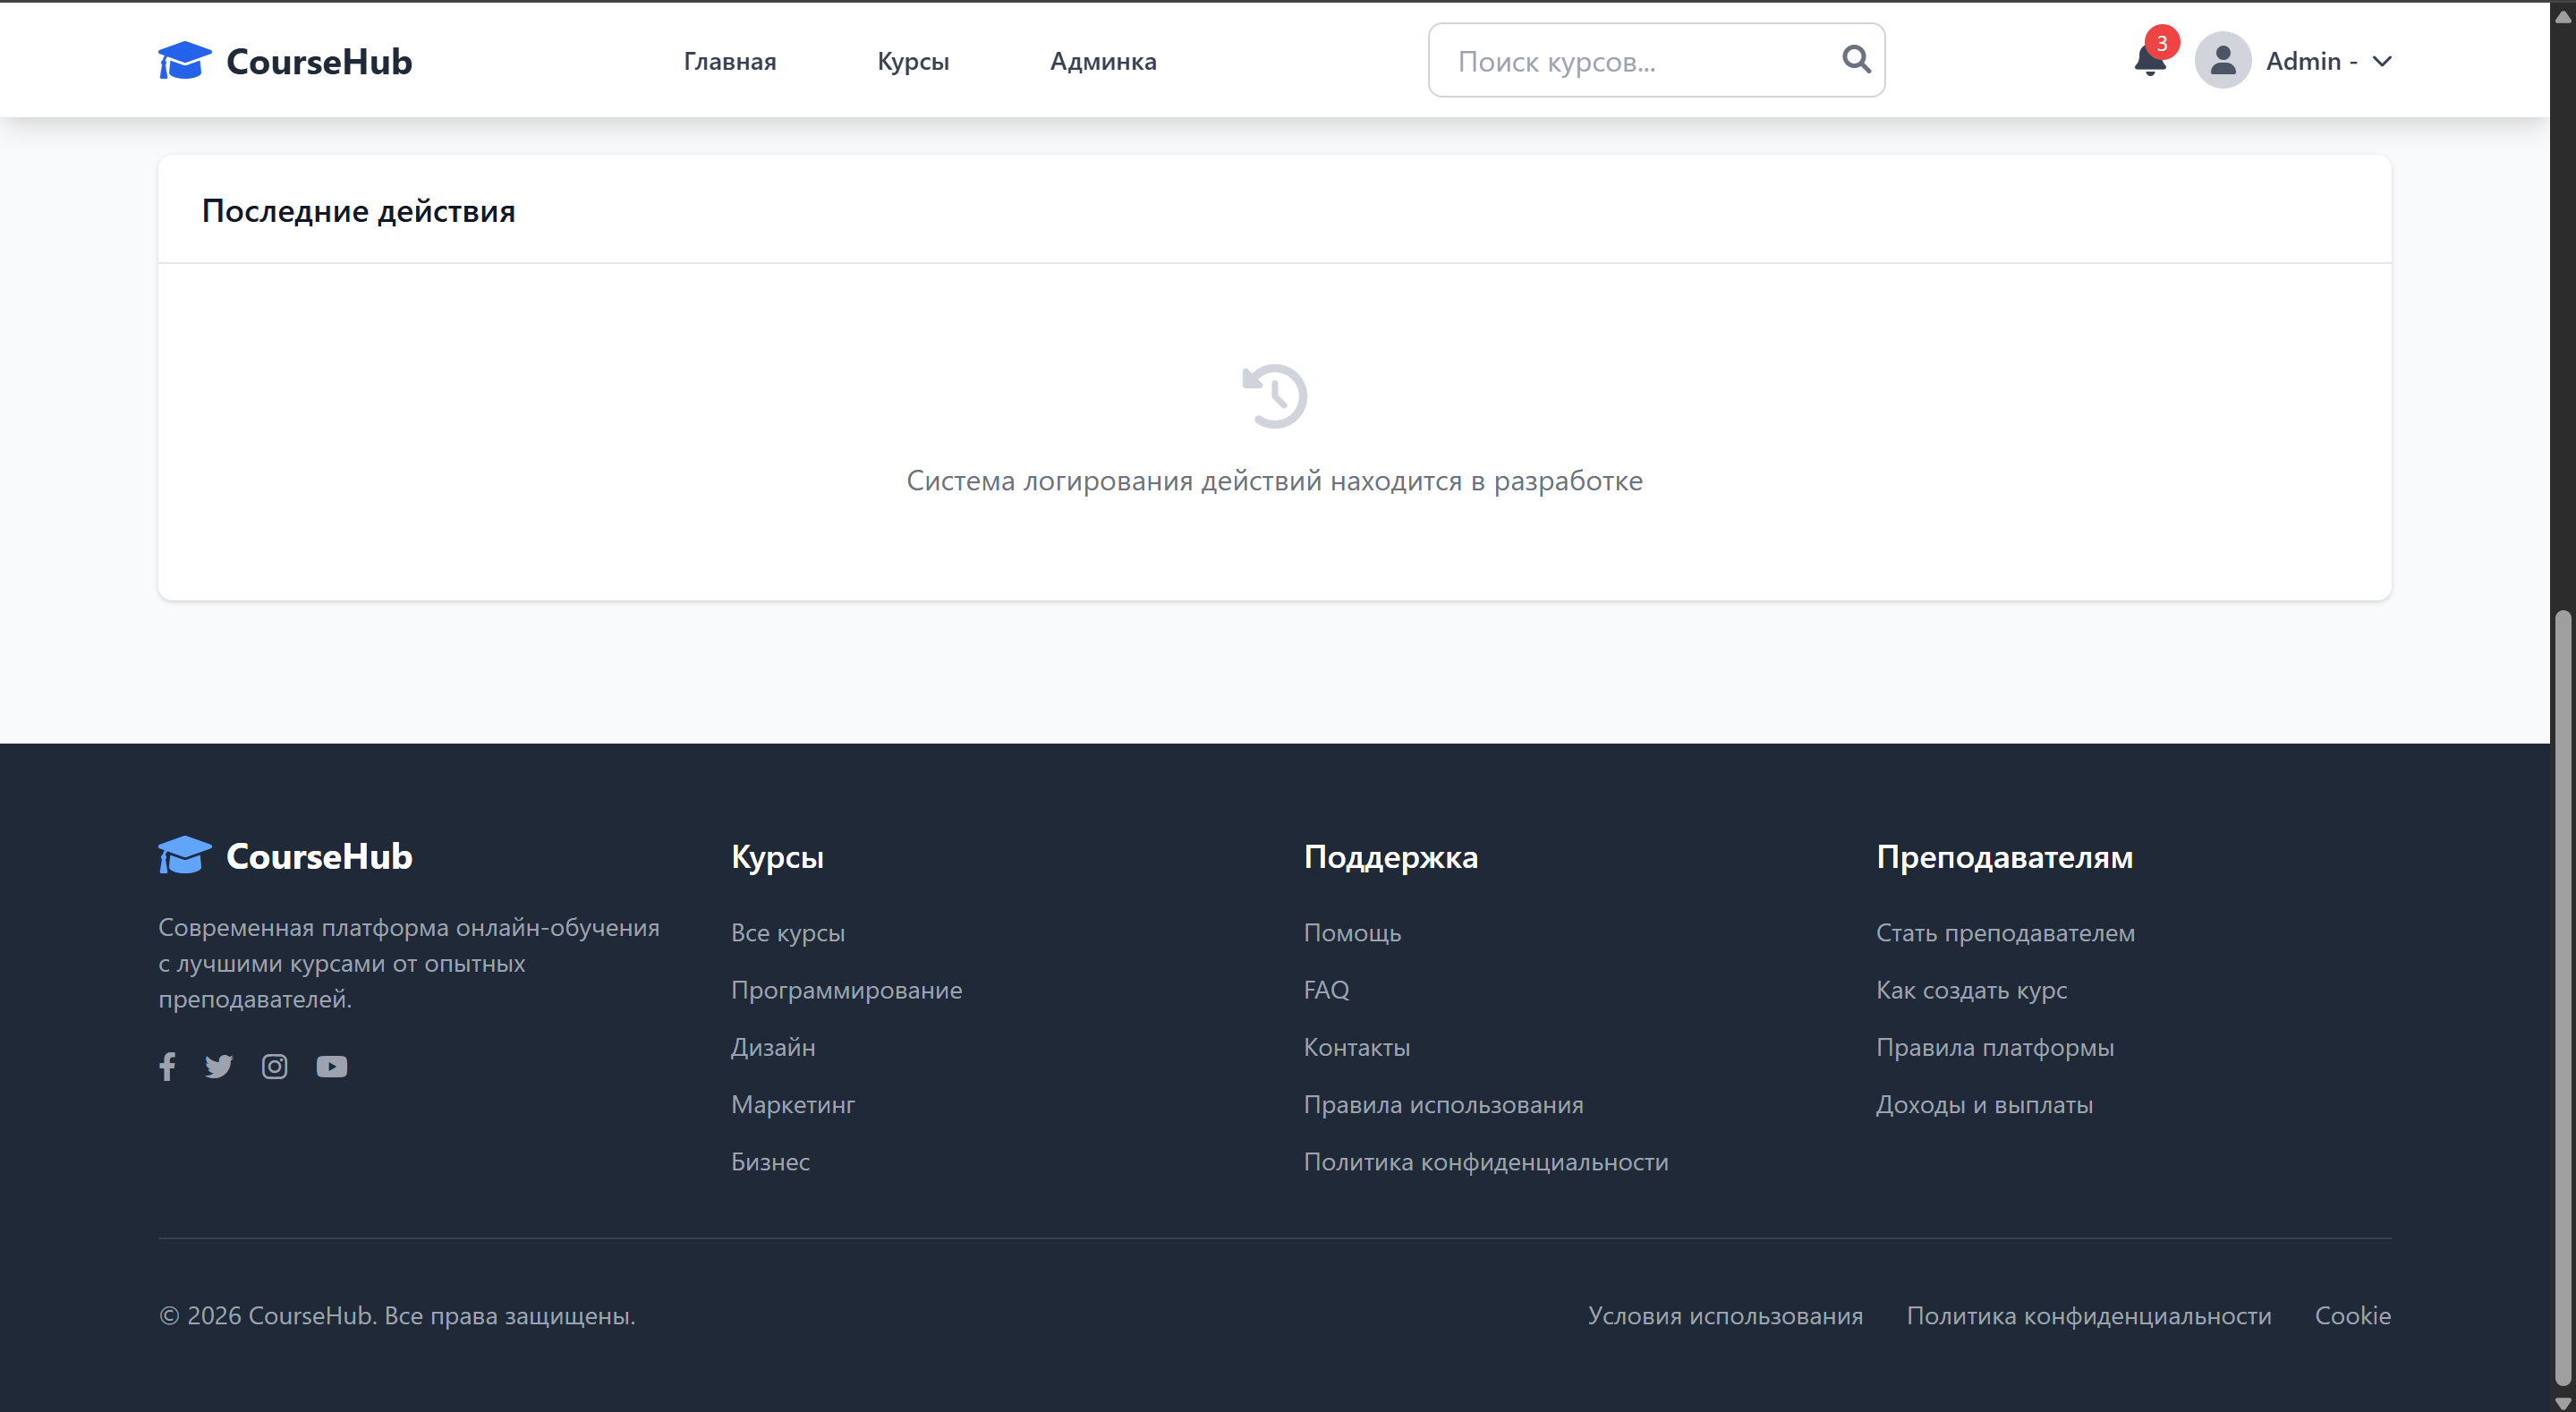 CourseHub
Главная
Курсы
Админка
Поиск курсов...
3
Admin -
Последние действия
Система логирования действий находится в разработке
CourseHub
Современная платформа онлайн-обучения
с лучшими курсами от опытных
преподавателей.
Курсы
Все курсы
Программирование
Дизайн
Маркетинг
Бизнес
Поддержка
Помощь
FAQ
Контакты
Правила использования
Политика конфиденциальности
Преподавателям
Стать преподавателем
Как создать курс
Правила платформы
Доходы и выплаты
© 2026 CourseHub. Все права защищены.
Условия использования
Политика конфиденциальности
Cookie